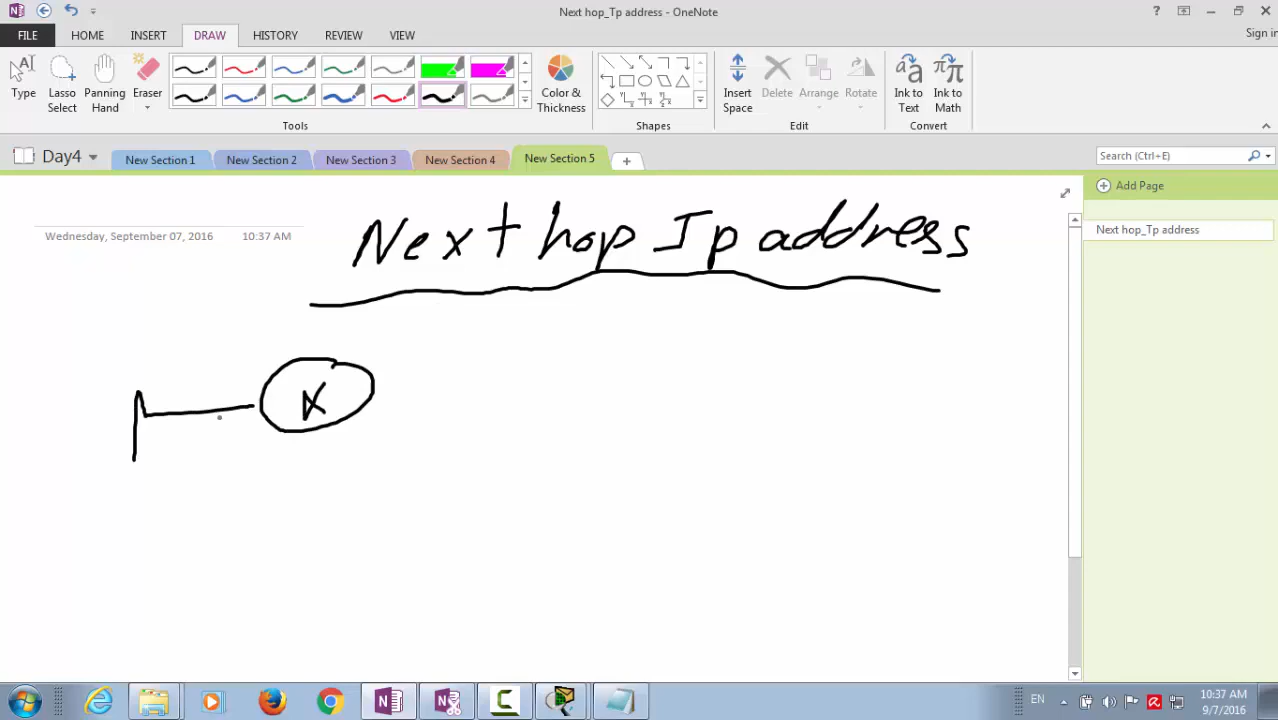 Next hop_Tp address - OneNote
?
FILE HOME INSERT DRAW HISTORY REVIEW VIEW
Sign in
Type
Lasso Select
Panning Hand
Eraser
Color & Thickness
Insert Space
Delete
Arrange
Rotate
Ink to Text
Ink to Math
Tools
Shapes
Edit
Convert
Day4
New Section 1
New Section 2
New Section 3
New Section 4
New Section 5
Search (Ctrl+E)
Add Page
Next hop_Tp address
Next hop Ip address
Wednesday, September 07, 2016 10:37 AM
EN
10:37 AM
9/7/2016